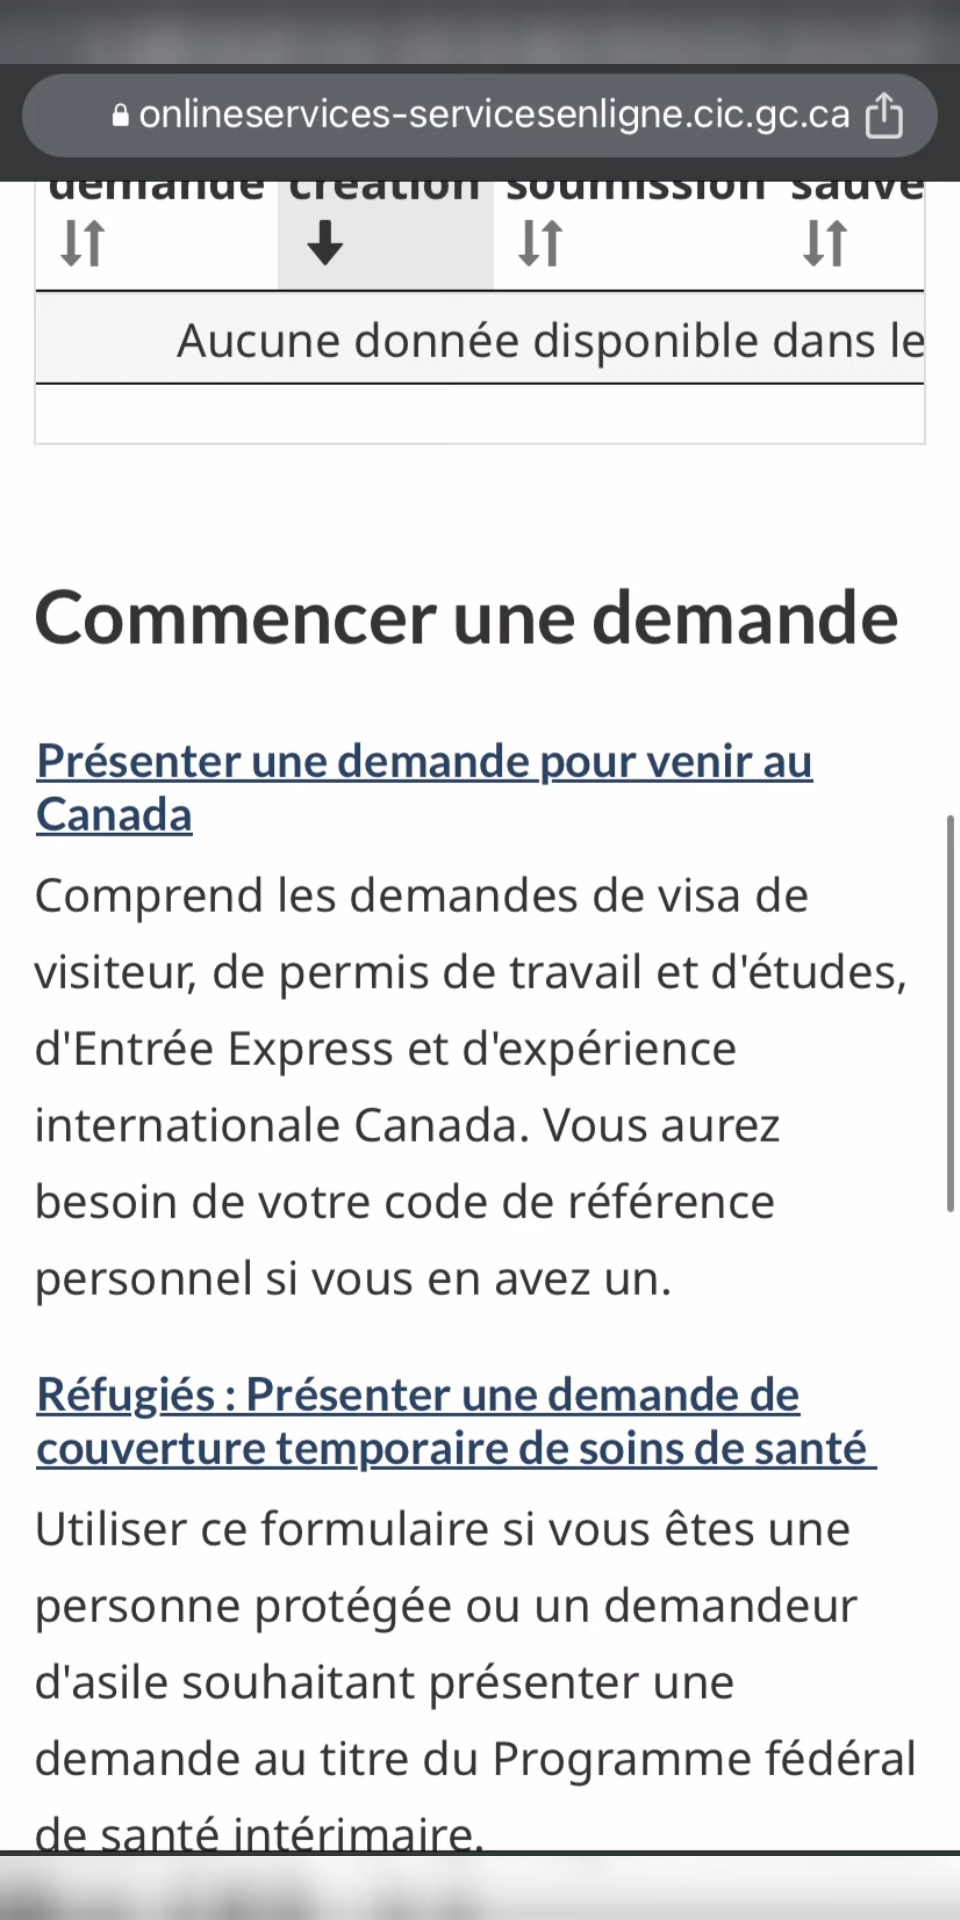 onlineservices-servicesenligne.cic.gc.ca
demande création soumission sauve
Aucune donnée disponible dans le
Commencer une demande
Présenter une demande pour venir au
Canada
Comprend les demandes de visa de
visiteur, de permis de travail et d'études,
d'Entrée Express et d'expérience
internationale Canada. Vous aurez
besoin de votre code de référence
personnel si vous en avez un.
Réfugiés : Présenter une demande de
couverture temporaire de soins de santé
Utiliser ce formulaire si vous êtes une
personne protégée ou un demandeur
d'asile souhaitant présenter une
demande au titre du Programme fédéral
de santé intérimaire.